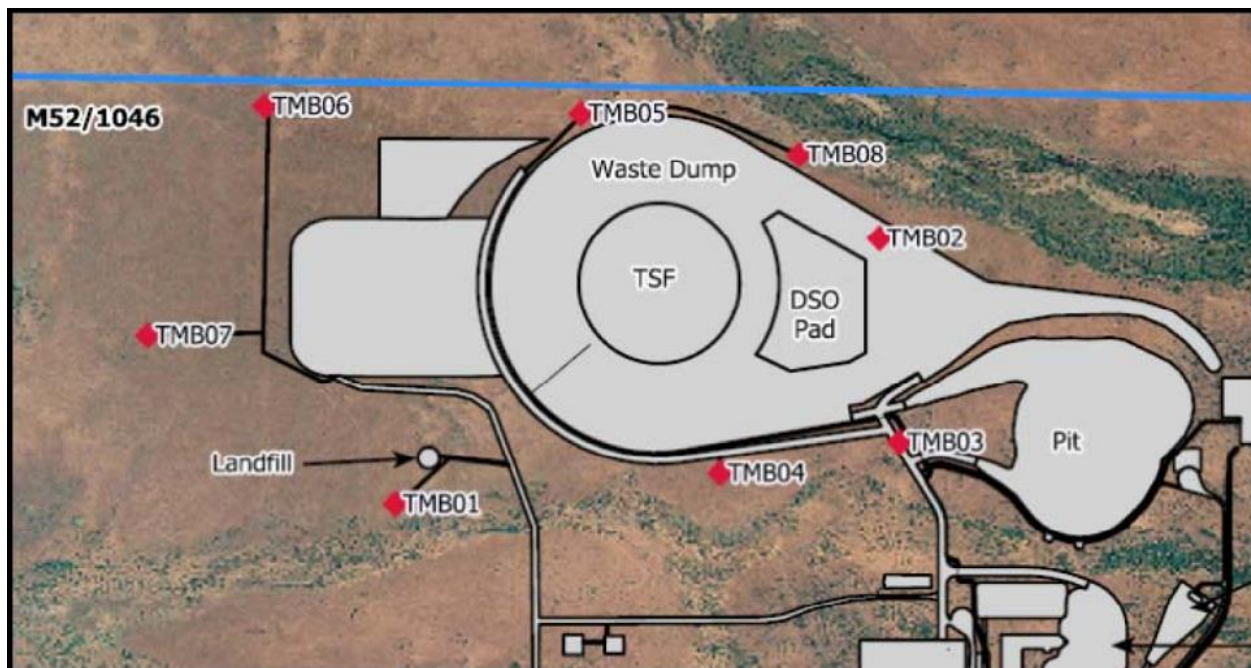 TMB06
M52/1046
TMB05
TMB08
Waste Dump
TMB02
TSF
DSO
Pad
TMB07
TMB03
Pit
Landfill
TMB04
TMB01